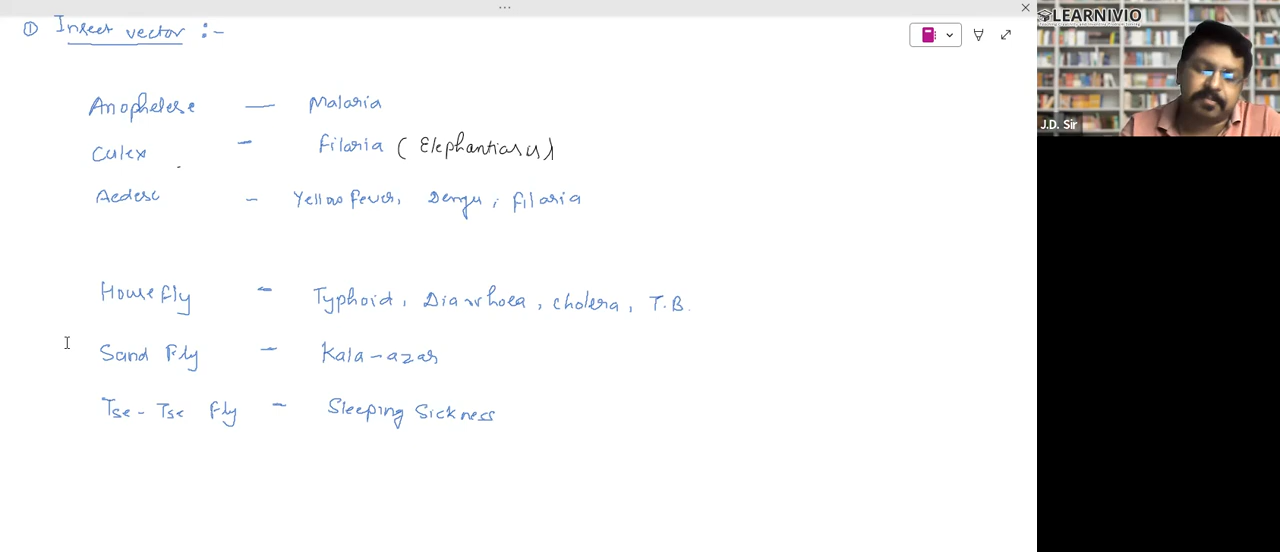 ① Insect vector :-
LEARNIVIO
Anophelese — Malaria
J.D. Sir
Culex - Filaria (Elephantiasis)
Aedese - Yellow Fever, Dengu, Filaria
Housefly - Typhoid, Diarrhoea, cholera, T.B.
Sand Fly - Kala-azar
Tse-Tse Fly - Sleeping Sickness